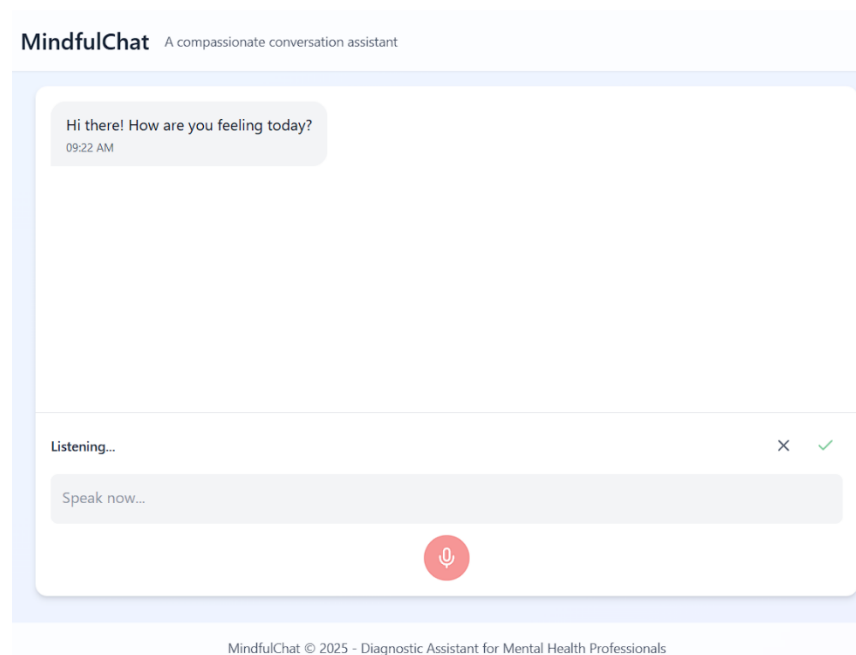 MindfulChat A compassionate conversation assistant
Hi there! How are you feeling today?
09:22 AM
Listening...
Speak now...
MindfulChat © 2025 - Diagnostic Assistant for Mental Health Professionals